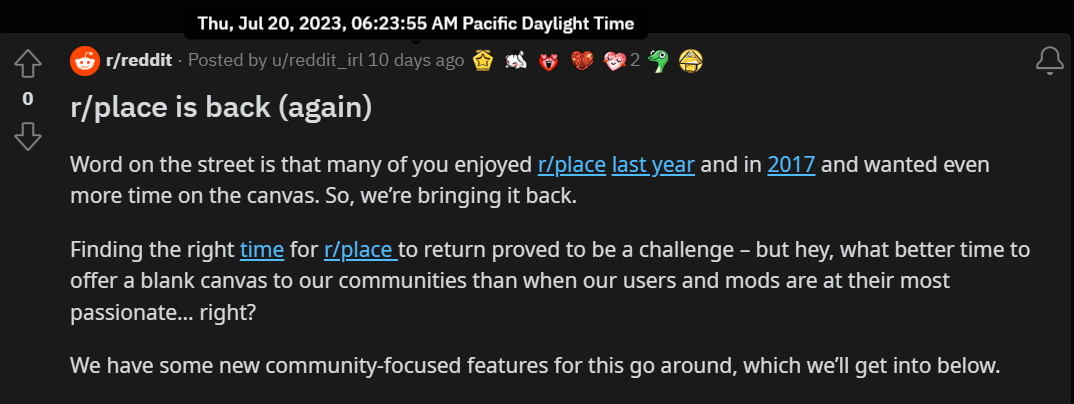 Thu, Jul 20, 2023, 06:23:55 AM Pacific Daylight Time
r/reddit · Posted by u/reddit_irl 10 days ago 2
0
r/place is back (again)
Word on the street is that many of you enjoyed r/place last year and in 2017 and wanted even
more time on the canvas. So, we’re bringing it back.
Finding the right time for r/place to return proved to be a challenge – but hey, what better time to
offer a blank canvas to our communities than when our users and mods are at their most
passionate... right?
We have some new community-focused features for this go around, which we’ll get into below.